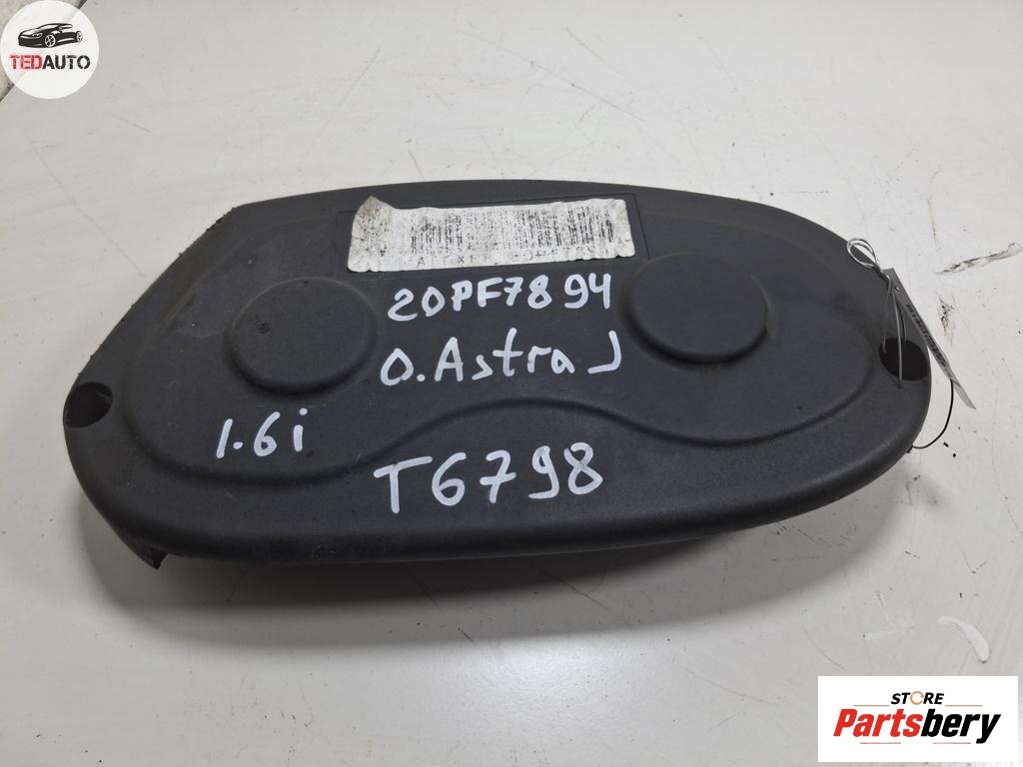 TEDAUTO
20PF7894
O.Astra J
1.6i
T6798
STORE
Partsbery